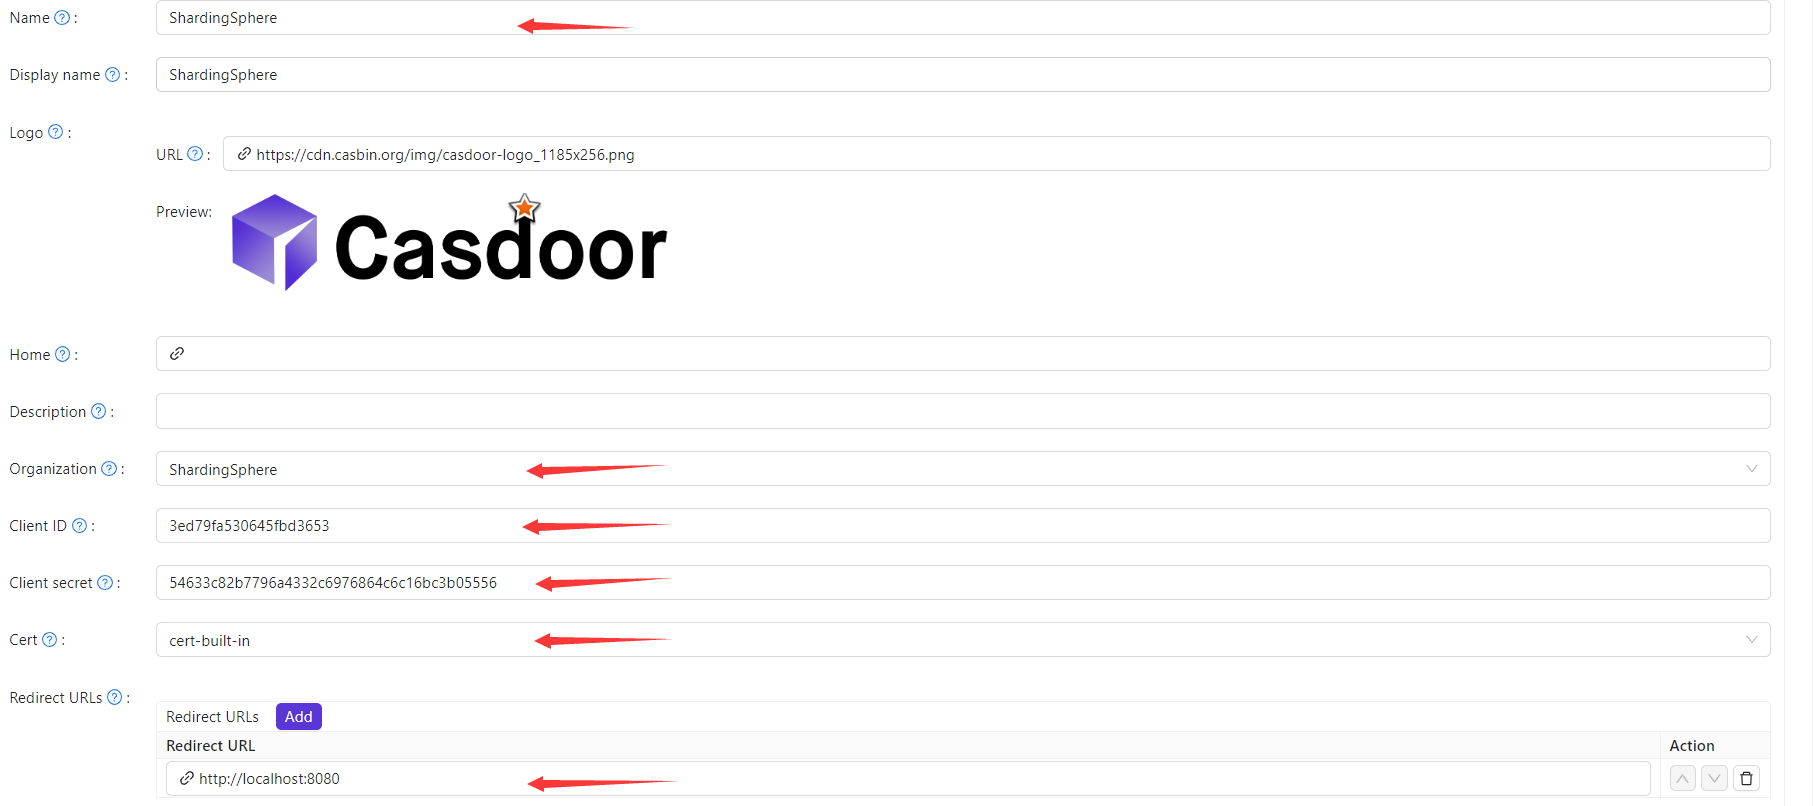 Name ? : ShardingSphere
Display name ? : ShardingSphere
Logo ? :
URL ? : https://cdn.casbin.org/img/casdoor-logo_1185x256.png
Preview: Casdoor
Home ? :
Description ? :
Organization ? : ShardingSphere
Client ID ? : 3ed79fa530645fbd3653
Client secret ? : 54633c82b7796a4332c6976864c6c16bc3b05556
Cert ? : cert-built-in
Redirect URLs ? :
Redirect URLs Add
Redirect URL Action
http://localhost:8080